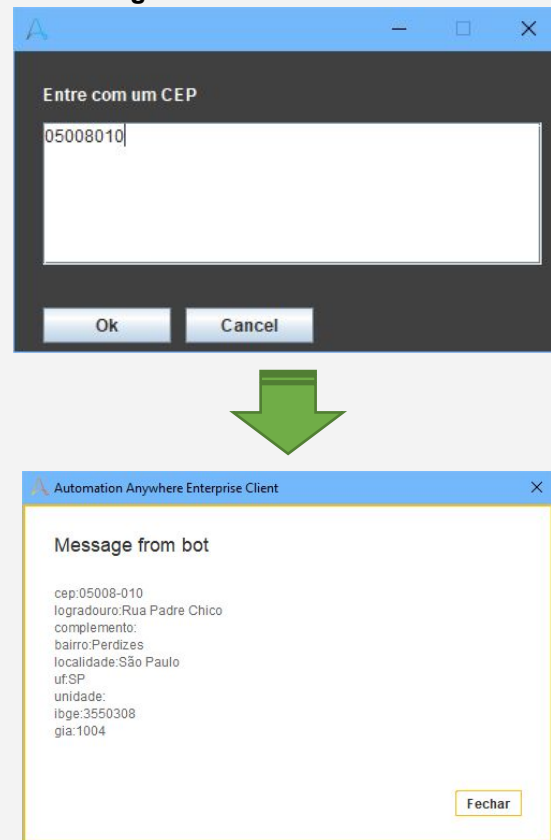 Entre com um CEP
05008010
Ok Cancel
Automation Anywhere Enterprise Client
Message from bot
cep:05008-010
logradouro:Rua Padre Chico
complemento:
bairro:Perdizes
localidade:São Paulo
uf:SP
unidade:
ibge:3550308
gia:1004
Fechar